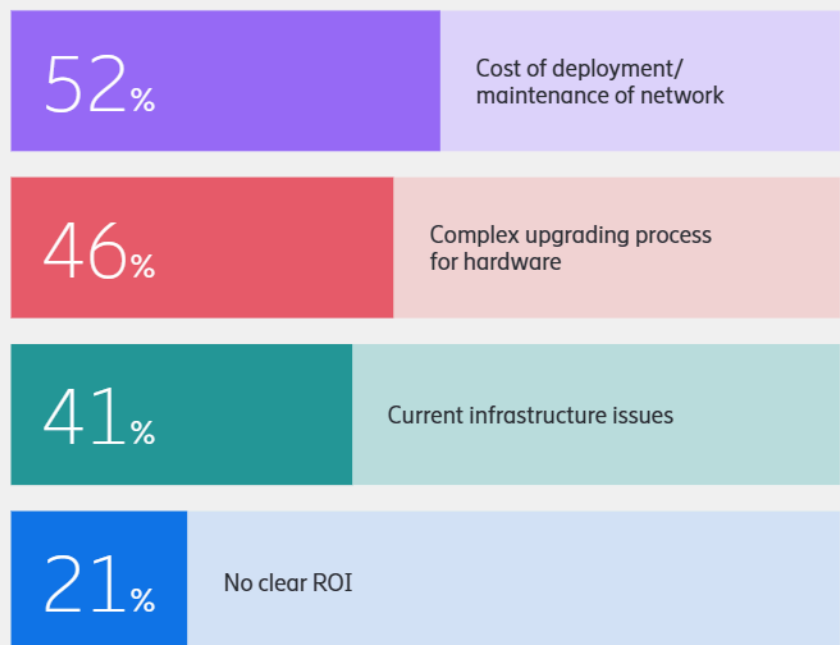 52%
Cost of deployment/
maintenance of network
46%
Complex upgrading process
for hardware
41%
Current infrastructure issues
21%
No clear ROI